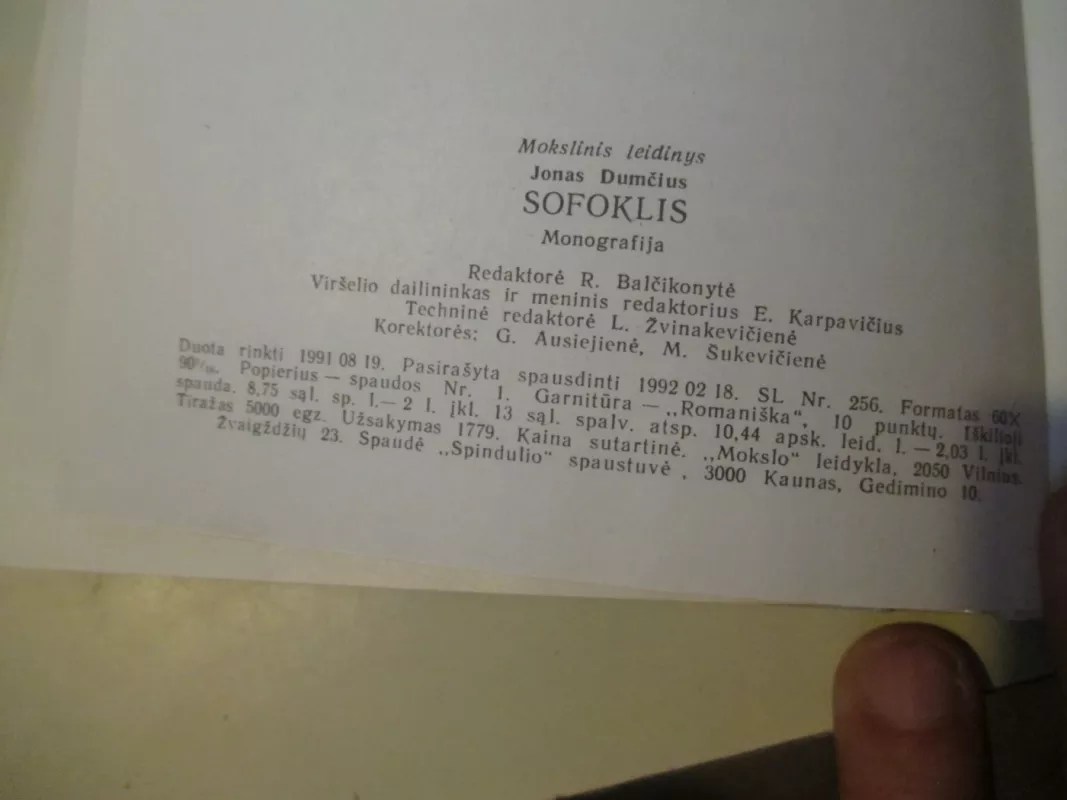 Mokslinis leidinys
Jonas Dumčius
SOFOKLIS
Monografija
Redaktorė R. Balčikonytė
Viršelio dailininkas ir meninis redaktorius E. Karpavičius
Techninė redaktorė L. Žvinakevičienė
Korektorės: G. Ausiejienė, M. Šukevičienė
Duota rinkti 1991 08 19. Pasirašyta spausdinti 1992 02 18. SL Nr. 256. Formatas 60×
Popierius — spaudos Nr. 1. Garnitūra — „Romaniška“, 10 punktų. Iškilioji
spauda. 8,75 sąl. sp. l.—2 l. įkl. 13 sąl. spalv. atsp. 10,44 apsk. leid. l. — 2,03 l. įkl.
Tiražas 5000 egz. Užsakymas 1779. Kaina sutartinė. „Mokslo“ leidykla, 2050 Vilnius,
Žvaigždžių 23. Spaudė „Spindulio“ spaustuvė, 3000 Kaunas, Gedimino 10.